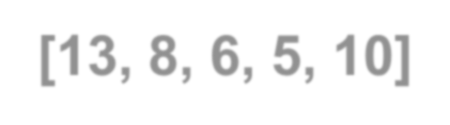 [13, 8, 6, 5, 10]